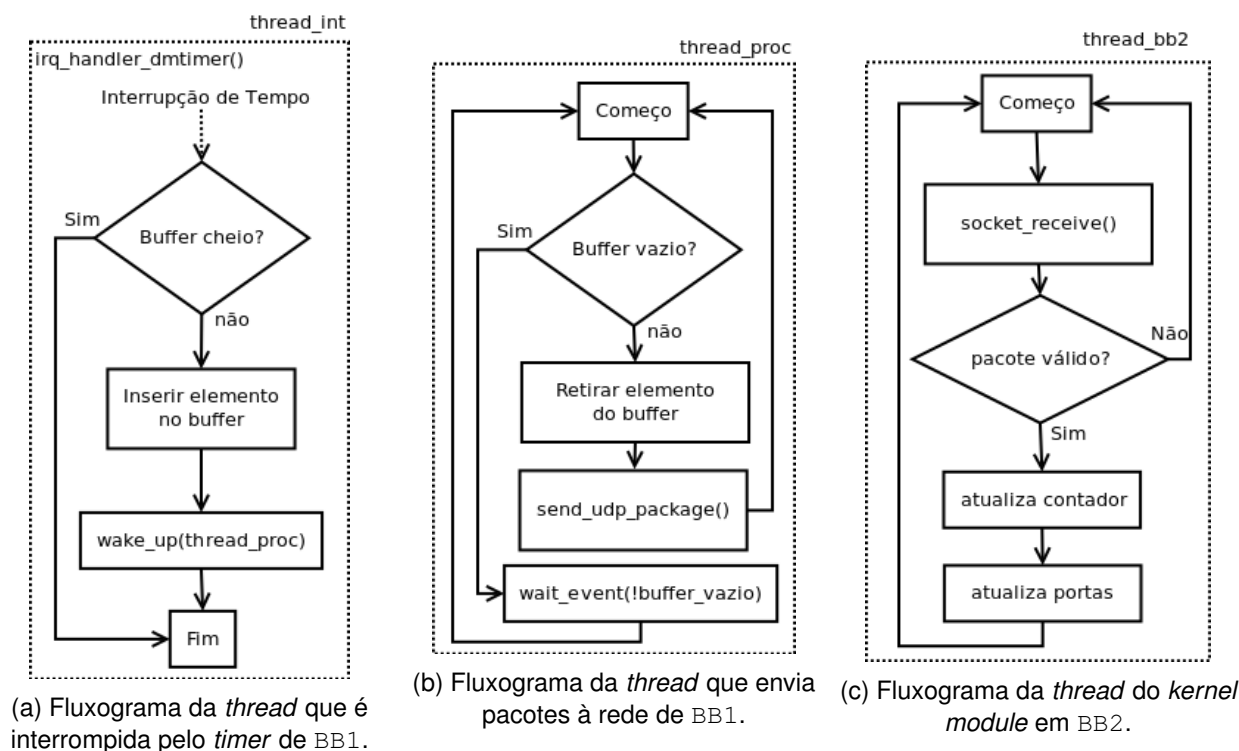 thread_int
irq_handler_dmtimer()
Interrupção de Tempo
Sim
Buffer cheio?
não
Inserir elemento
no buffer
wake_up(thread_proc)
Fim
(a) Fluxograma da thread que é
interrompida pelo timer de BB1.
thread_proc
Começo
Sim
Buffer vazio?
não
Retirar elemento
do buffer
send_udp_package()
wait_event(!buffer_vazio)
(b) Fluxograma da thread que envia
pacotes à rede de BB1.
thread_bb2
Começo
socket_receive()
Não
pacote válido?
Sim
atualiza contador
atualiza portas
(c) Fluxograma da thread do kernel
module em BB2.